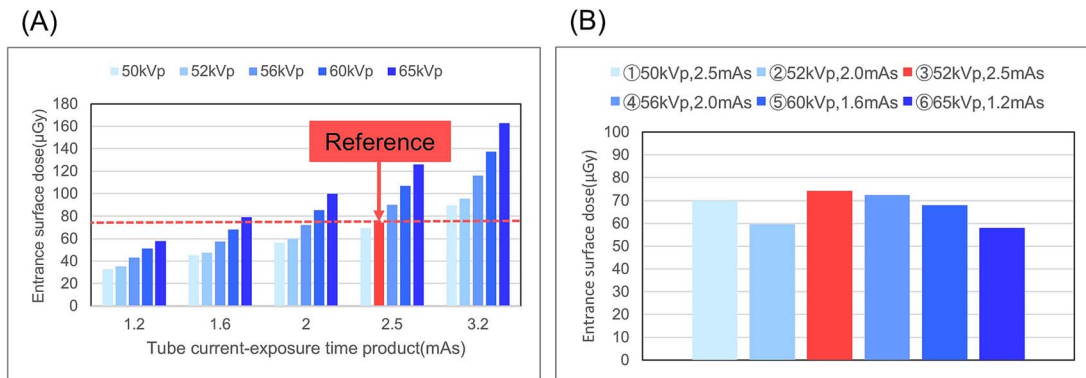 (A)
50kVp 52kVp 56kVp 60kVp 65kVp
Entrance surface dose(μGy)
180
160
140
120
100
80
60
40
20
0
Reference
1.2 1.6 2 2.5 3.2
Tube current-exposure time product(mAs)
(B)
①50kVp,2.5mAs ②52kVp,2.0mAs ③52kVp,2.5mAs
④56kVp,2.0mAs ⑤60kVp,1.6mAs ⑥65kVp,1.2mAs
Entrance surface dose(μGy)
100
90
80
70
60
50
40
30
20
10
0